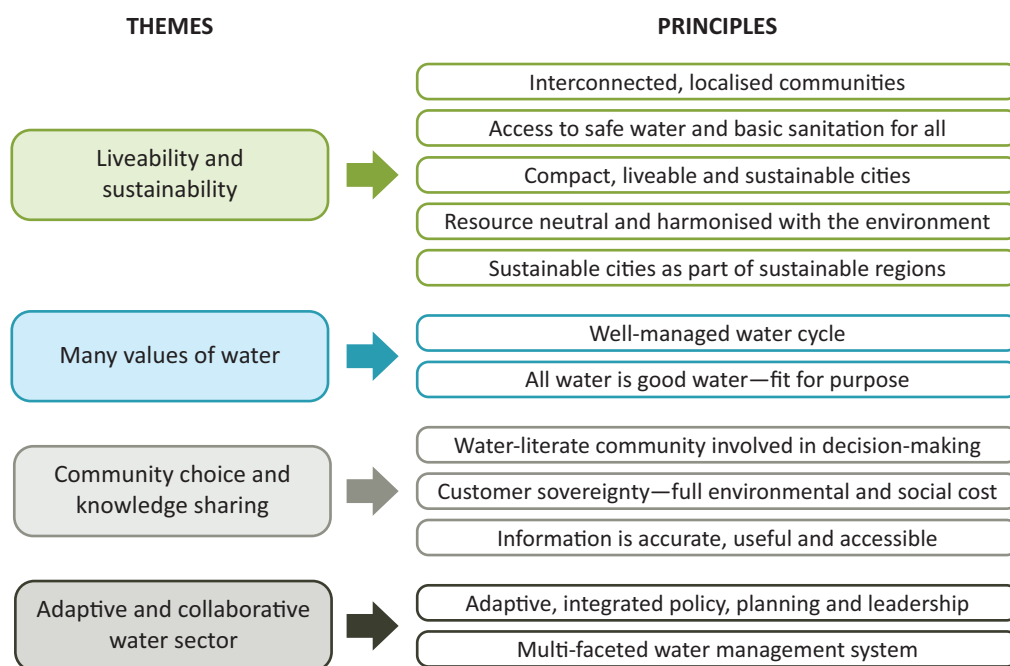 THEMES
PRINCIPLES
Liveability and
sustainability
Interconnected, localised communities
Access to safe water and basic sanitation for all
Compact, liveable and sustainable cities
Resource neutral and harmonised with the environment
Sustainable cities as part of sustainable regions
Many values of water
Well-managed water cycle
All water is good water—fit for purpose
Community choice and
knowledge sharing
Water-literate community involved in decision-making
Customer sovereignty—full environmental and social cost
Information is accurate, useful and accessible
Adaptive and collaborative
water sector
Adaptive, integrated policy, planning and leadership
Multi-faceted water management system